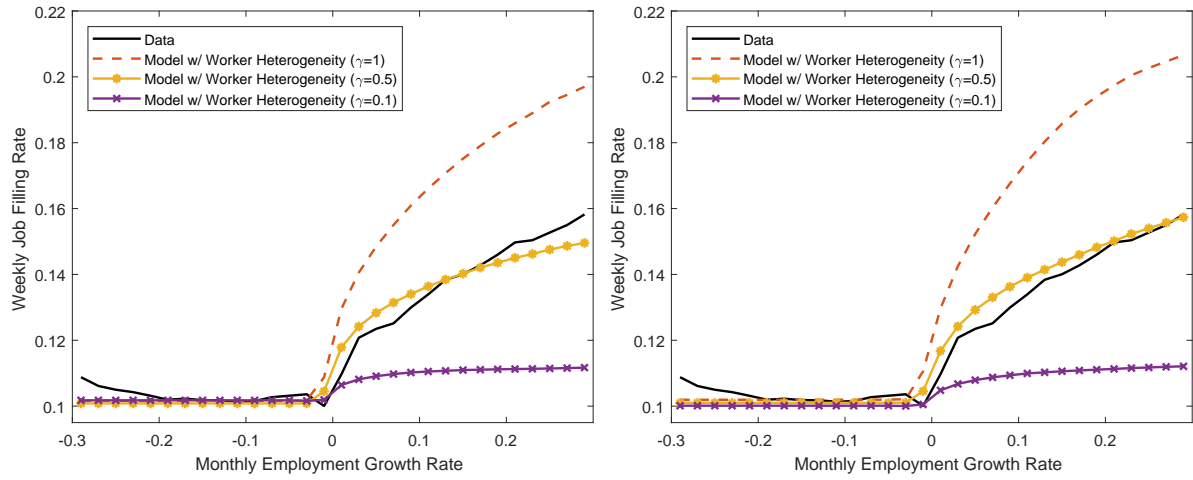 0.22
0.2
0.18
0.16
0.14
0.12
0.1
-0.3
-0.2
-0.1
0
0.1
0.2
Weekly Job Filling Rate
Monthly Employment Growth Rate
Data
Model w/ Worker Heterogeneity (γ=1)
Model w/ Worker Heterogeneity (γ=0.5)
Model w/ Worker Heterogeneity (γ=0.1)
0.22
0.2
0.18
0.16
0.14
0.12
0.1
-0.3
-0.2
-0.1
0
0.1
0.2
Weekly Job Filling Rate
Monthly Employment Growth Rate
Data
Model w/ Worker Heterogeneity (γ=1)
Model w/ Worker Heterogeneity (γ=0.5)
Model w/ Worker Heterogeneity (γ=0.1)